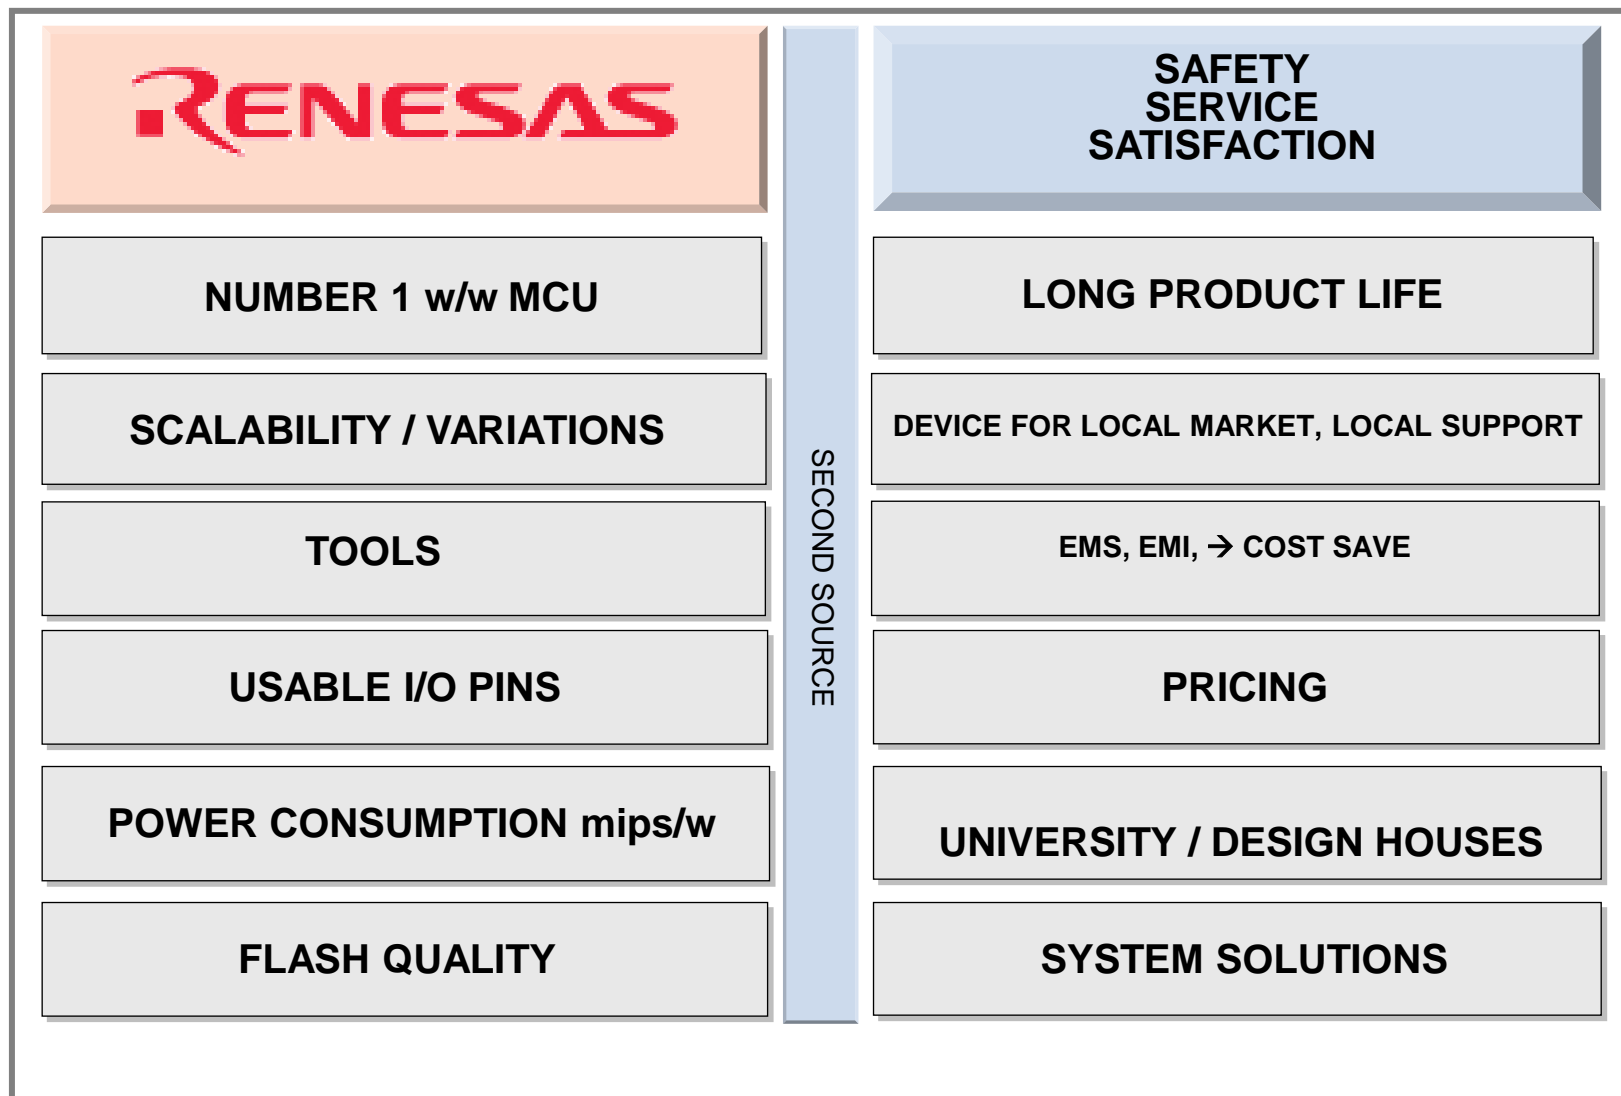 RENESAS
NUMBER 1 w/w MCU
SCALABILITY / VARIATIONS
TOOLS
USABLE I/O PINS
POWER CONSUMPTION mips/w
FLASH QUALITY
SECOND SOURCE
SAFETY
SERVICE
SATISFACTION
LONG PRODUCT LIFE
DEVICE FOR LOCAL MARKET, LOCAL SUPPORT
EMS, EMI, → COST SAVE
PRICING
UNIVERSITY / DESIGN HOUSES
SYSTEM SOLUTIONS